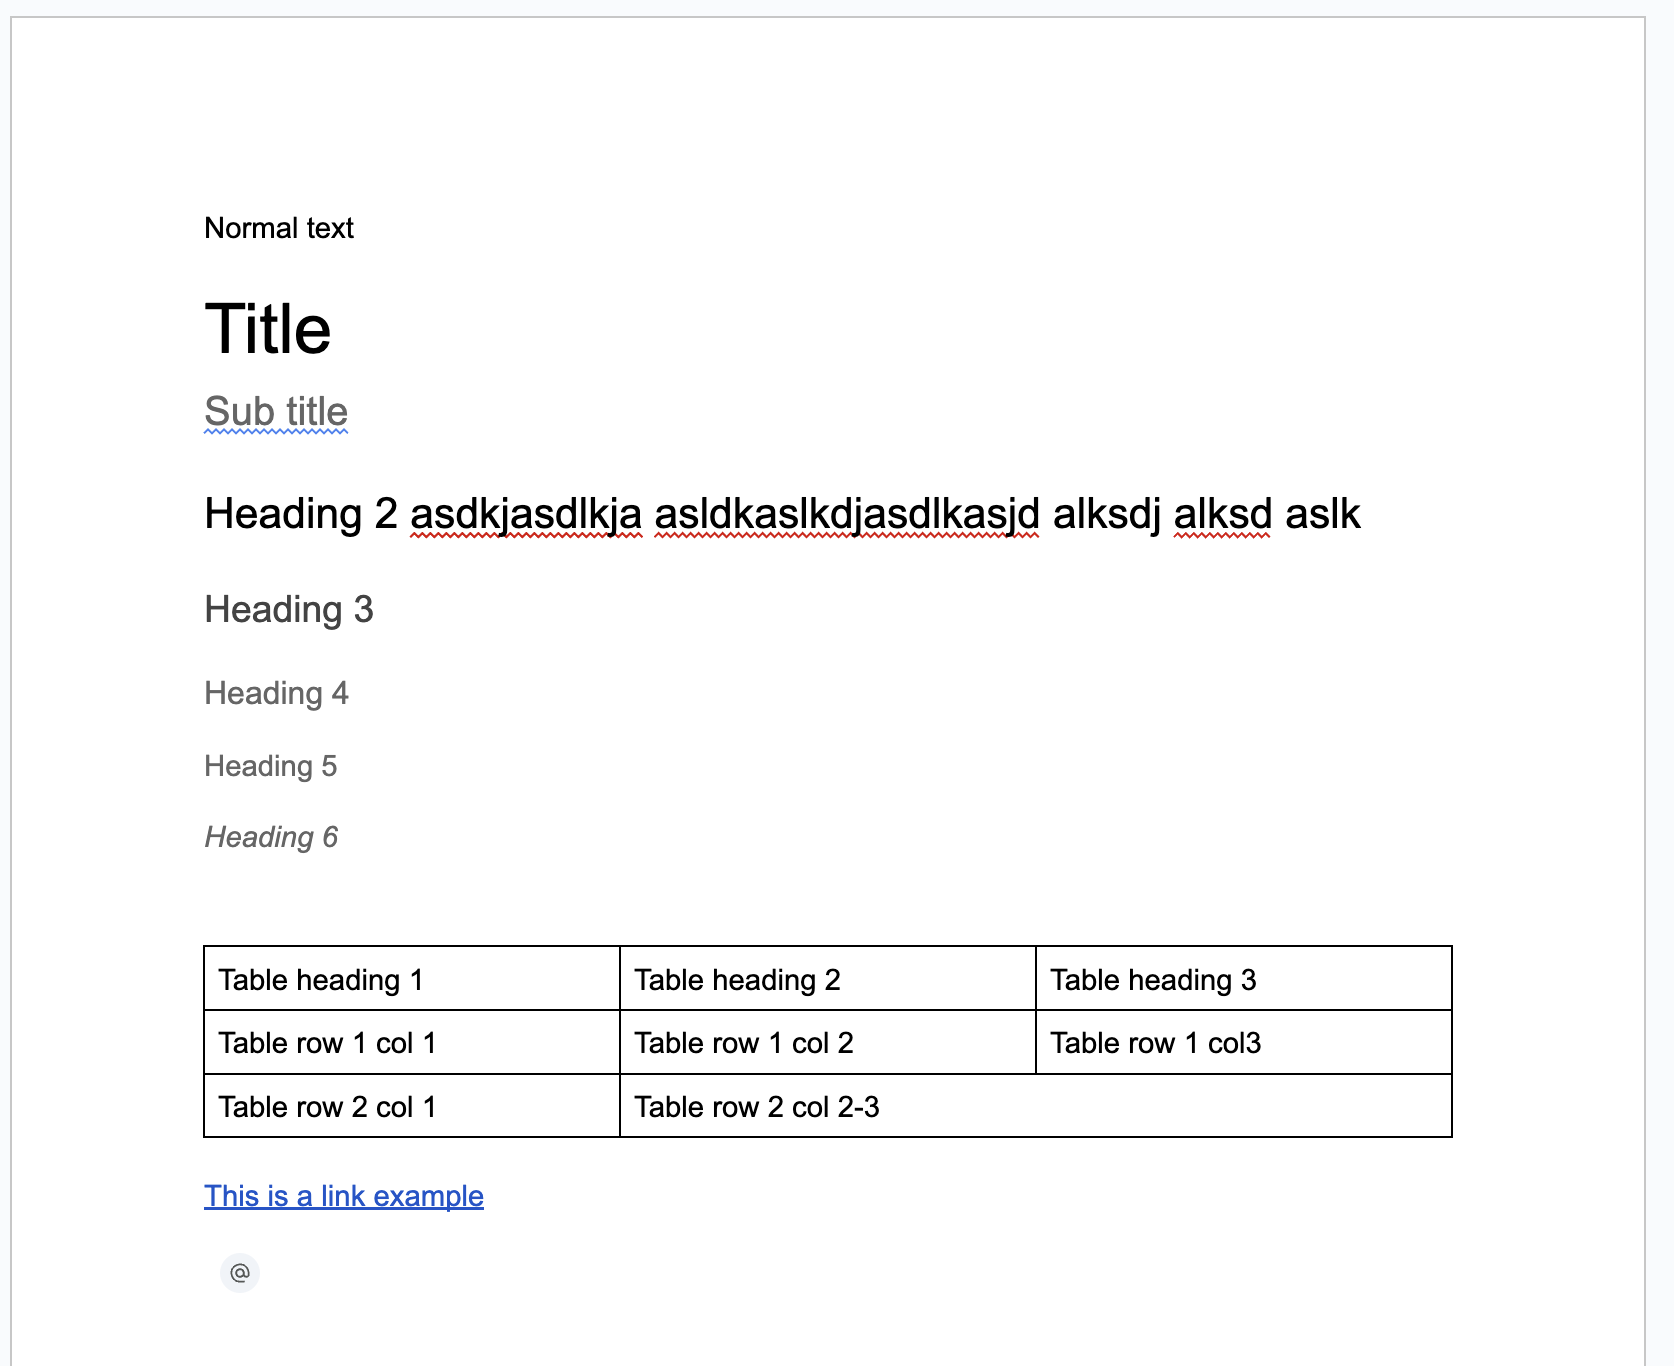 Normal text
Title
Sub title
Heading 2 asdkjasdlkja asldkaslkdjasdlkasjd alksdj alksd aslk
Heading 3
Heading 4
Heading 5
Heading 6
Table heading 1 Table heading 2 Table heading 3
Table row 1 col 1 Table row 1 col 2 Table row 1 col3
Table row 2 col 1 Table row 2 col 2-3
This is a link example
@